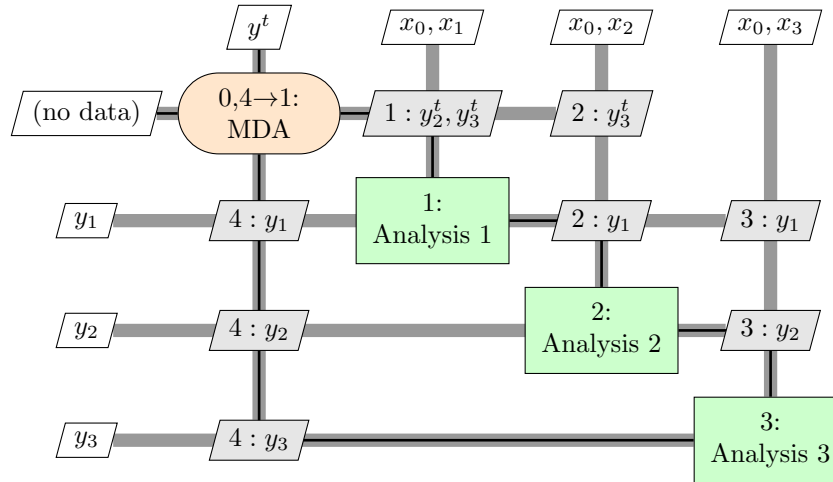 y^t
x_0, x_1
x_0, x_2
x_0, x_3
(no data)
0,4→1:
MDA
1 : y_2^t, y_3^t
2 : y_3^t
y_1
4 : y_1
1:
Analysis 1
2 : y_1
3 : y_1
y_2
4 : y_2
2:
Analysis 2
3 : y_2
y_3
4 : y_3
3:
Analysis 3